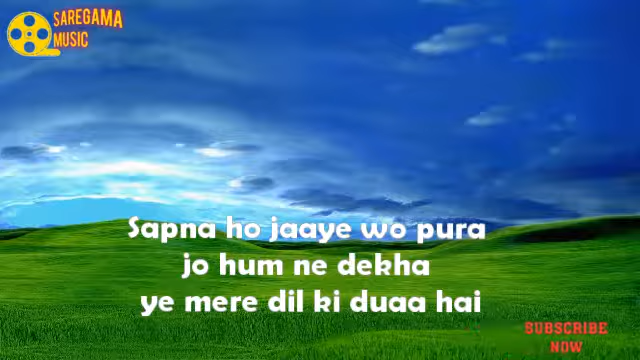 SAREGAMA
MUSIC
Sapna ho jaaye wo pura
jo hum ne dekha
ye mere dil ki duaa hai
SUBSCRIBE
NOW